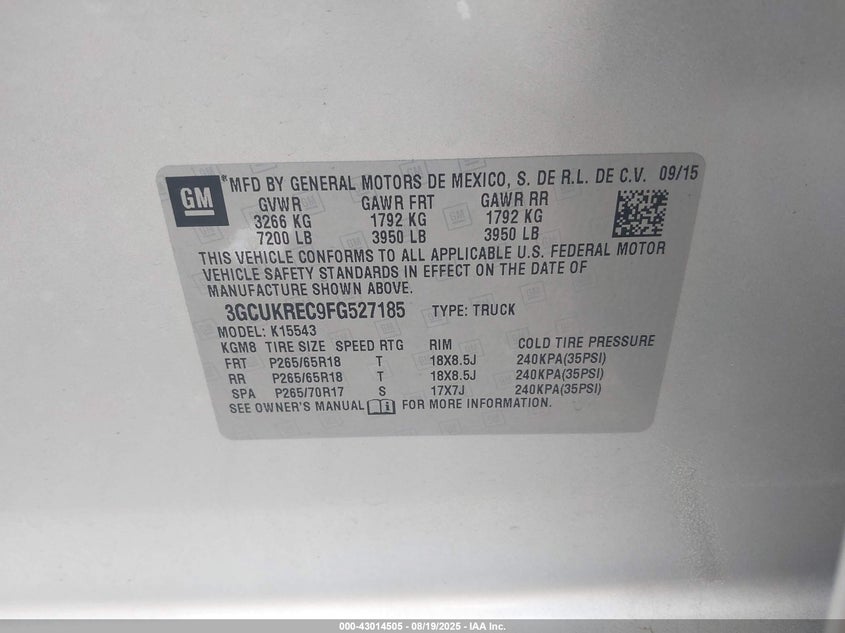 GM
MFD BY GENERAL MOTORS DE MEXICO, S. DE R.L. DE C.V. 09/15
GVWR GAWR FRT GAWR RR
3266 KG 1792 KG 1792 KG
7200 LB 3950 LB 3950 LB
THIS VEHICLE CONFORMS TO ALL APPLICABLE U.S. FEDERAL MOTOR
VEHICLE SAFETY STANDARDS IN EFFECT ON THE DATE OF
MANUFACTURE SHOWN ABOVE.
3GCUKREC9FG527185 TYPE: TRUCK
MODEL: K15543
KGM8 TIRE SIZE SPEED RTG RIM COLD TIRE PRESSURE
FRT P265/65R18 T 18X8.5J 240KPA(35PSI)
RR P265/65R18 T 18X8.5J 240KPA(35PSI)
SPA P265/70R17 S 17X7J 240KPA(35PSI)
SEE OWNER'S MANUAL FOR MORE INFORMATION.
000-43014505 - 08/19/2025 - IAA Inc.